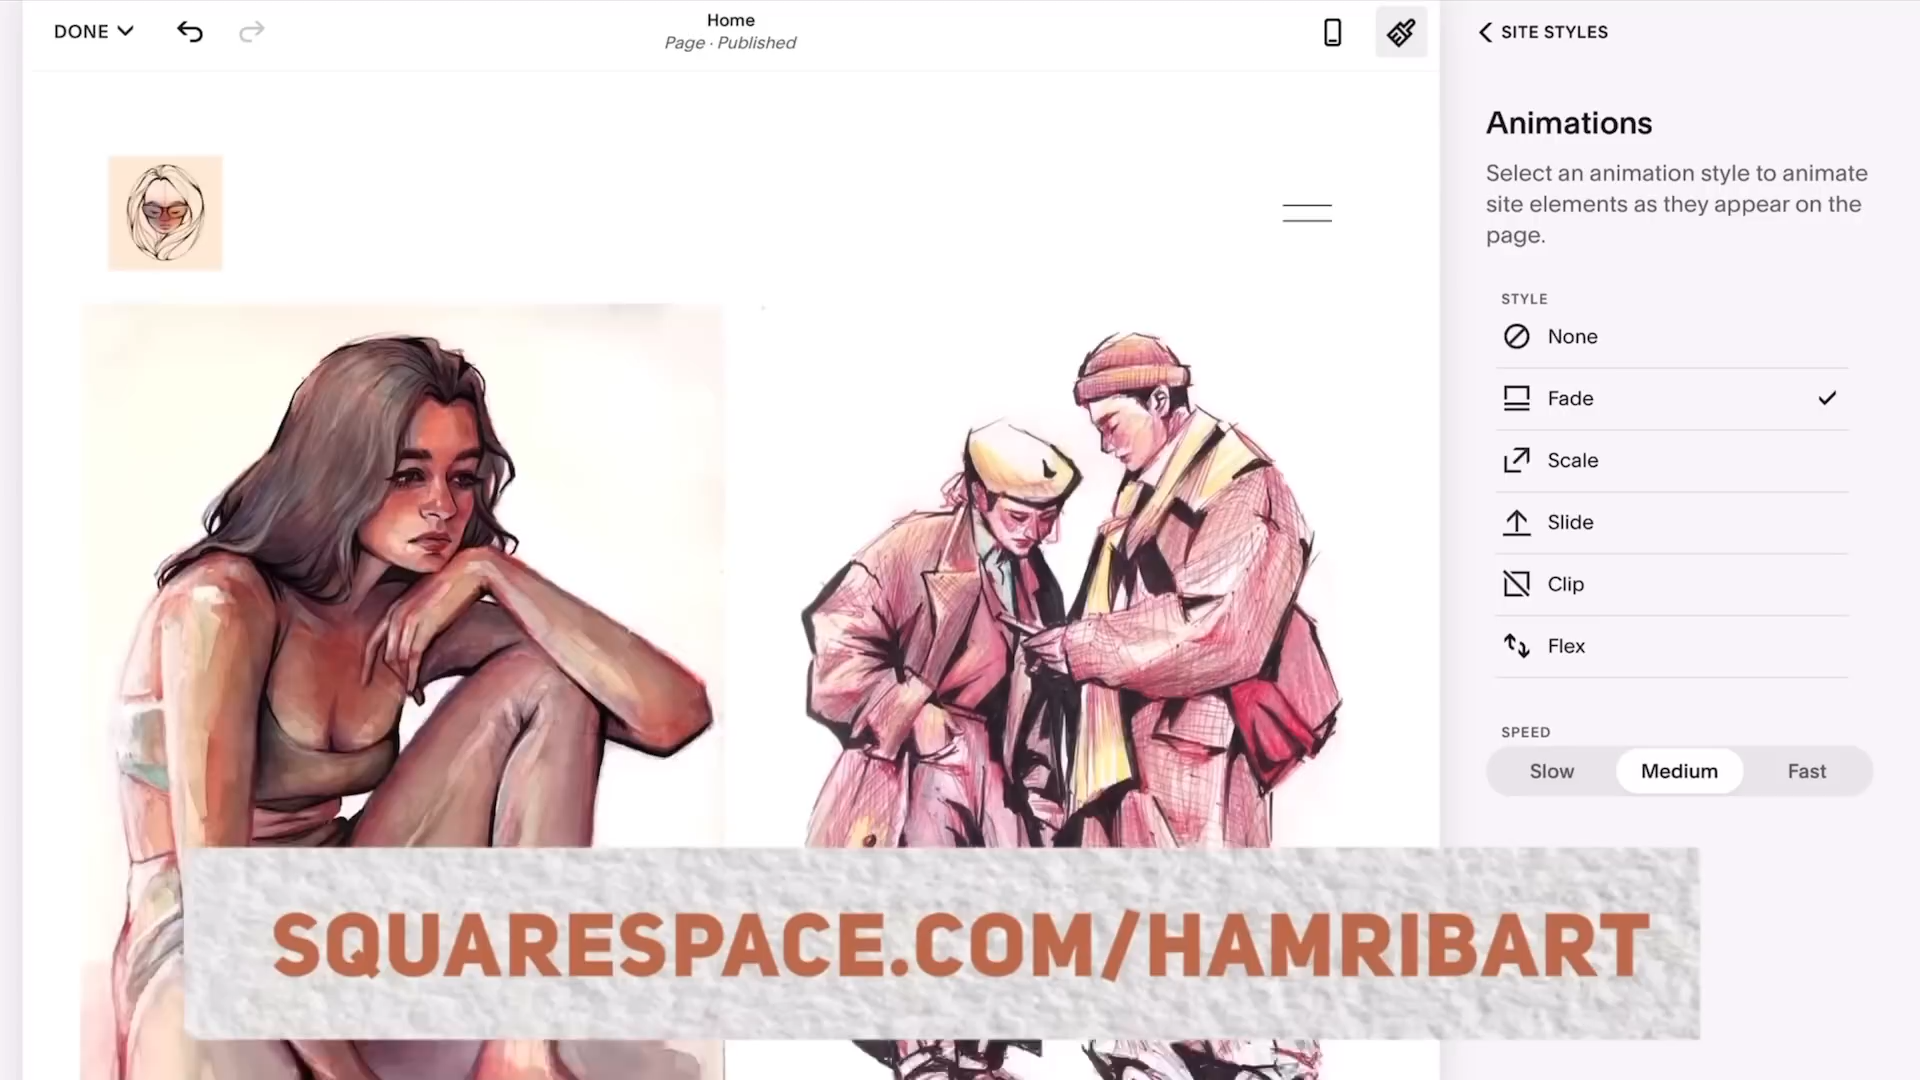 DONE
Home
Page · Published
SITE STYLES
Animations
Select an animation style to animate
site elements as they appear on the
page.
STYLE
None
Fade
Scale
Slide
Clip
Flex
SPEED
Slow Medium Fast
SQUARESPACE.COM/HAMRIBART